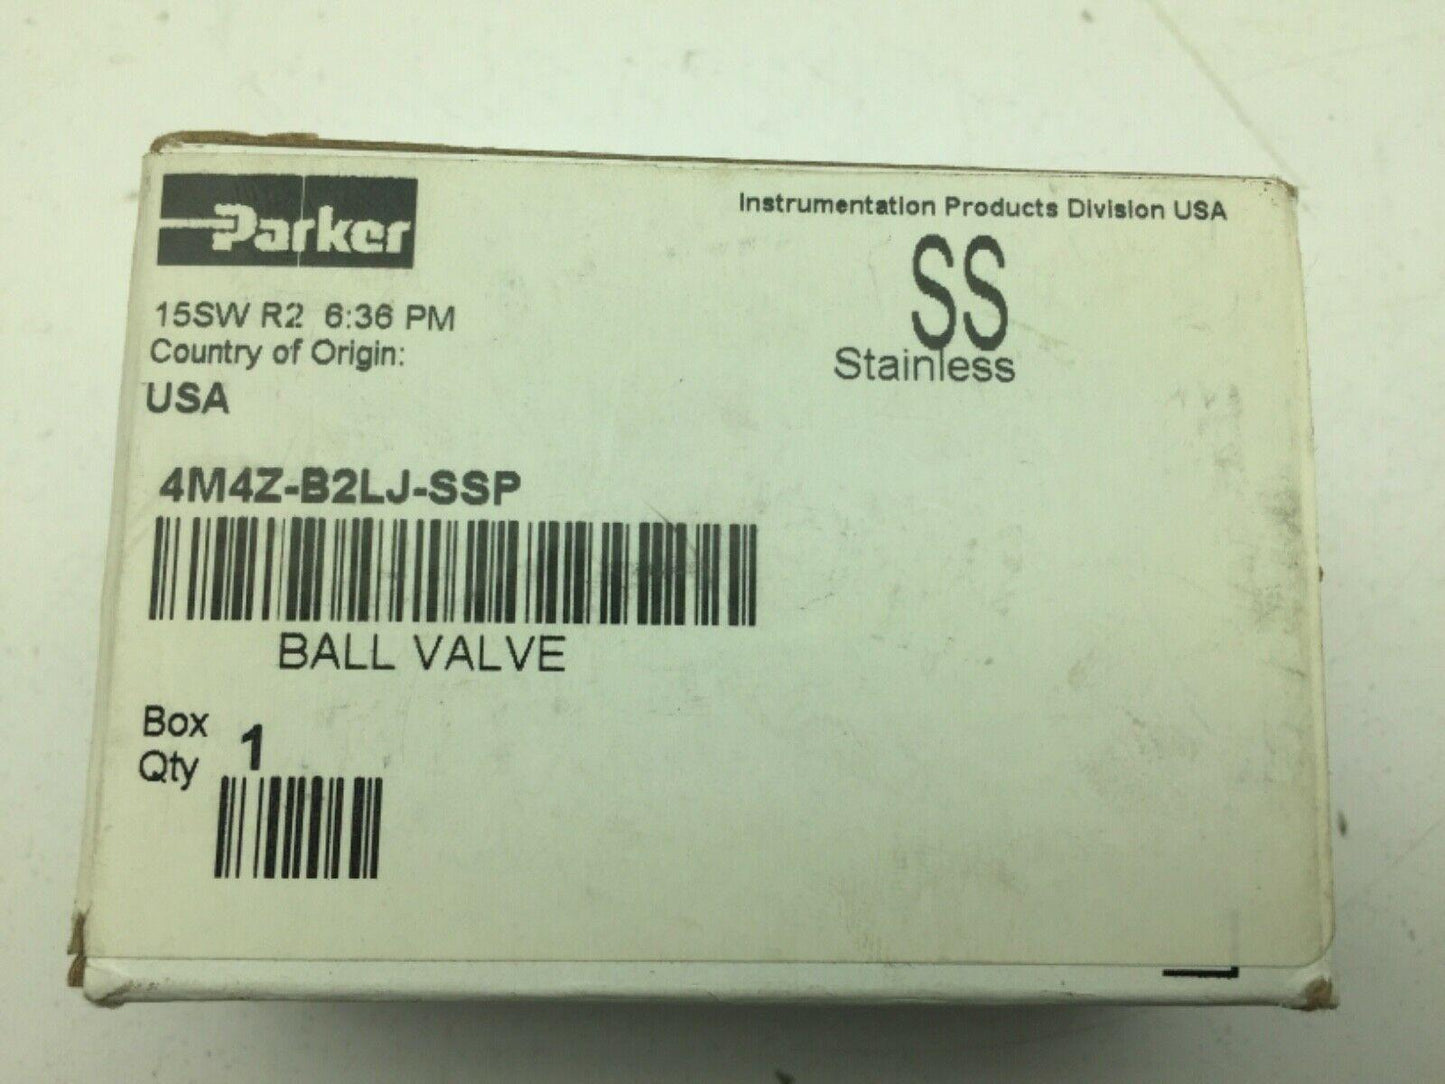 Parker
Instrumentation Products Division USA
SS
Stainless
15SW R2 6:36 PM
Country of Origin:
USA
4M4Z-B2LJ-SSP
BALL VALVE
Box
Qty 1